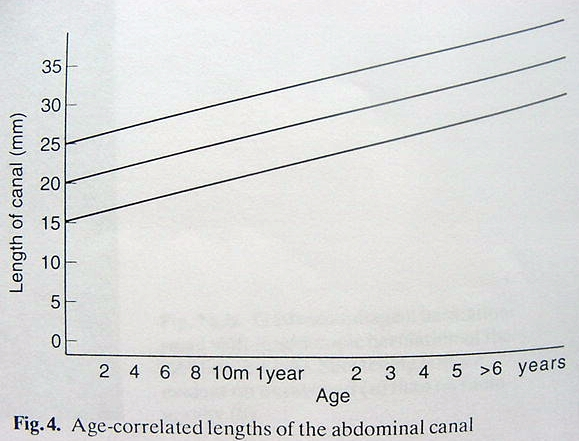 Length of canal (mm)
35
30
25
20
15
10
5
0
2 4 6 8 10m 1year 2 3 4 5 >6 years
Age
Fig. 4. Age-correlated lengths of the abdominal canal